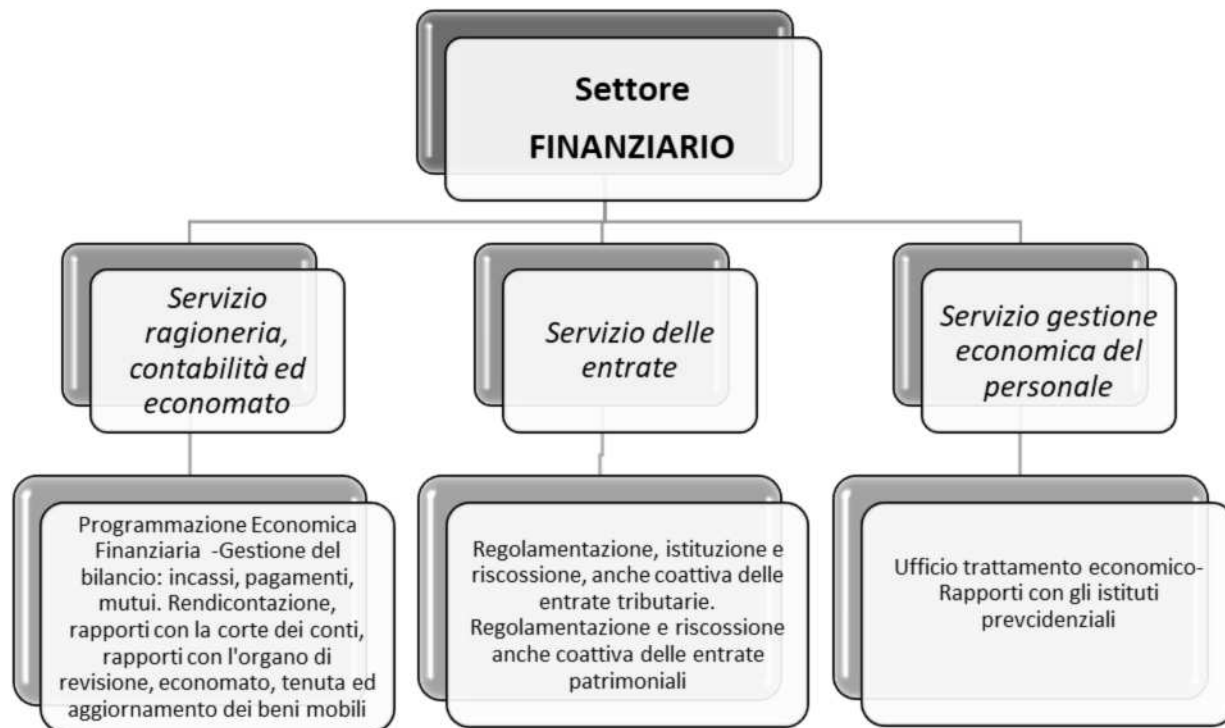 Settore
FINANZIARIO
Servizio
ragioneria,
contabilità ed
economato
Servizio delle
entrate
Servizio gestione
economica del
personale
Programmazione Economica
Finanziaria -Gestione del
bilancio: incassi, pagamenti,
mutui. Rendicontazione,
rapporti con la corte dei conti,
rapporti con l'organo di
revisione, economato, tenuta ed
aggiornamento dei beni mobili
Regolamentazione, istituzione e
riscossione, anche coattiva delle
entrate tributarie.
Regolamentazione e riscossione
anche coattiva delle entrate
patrimoniali
Ufficio trattamento economico-
Rapporti con gli istituti
prevcidenziali